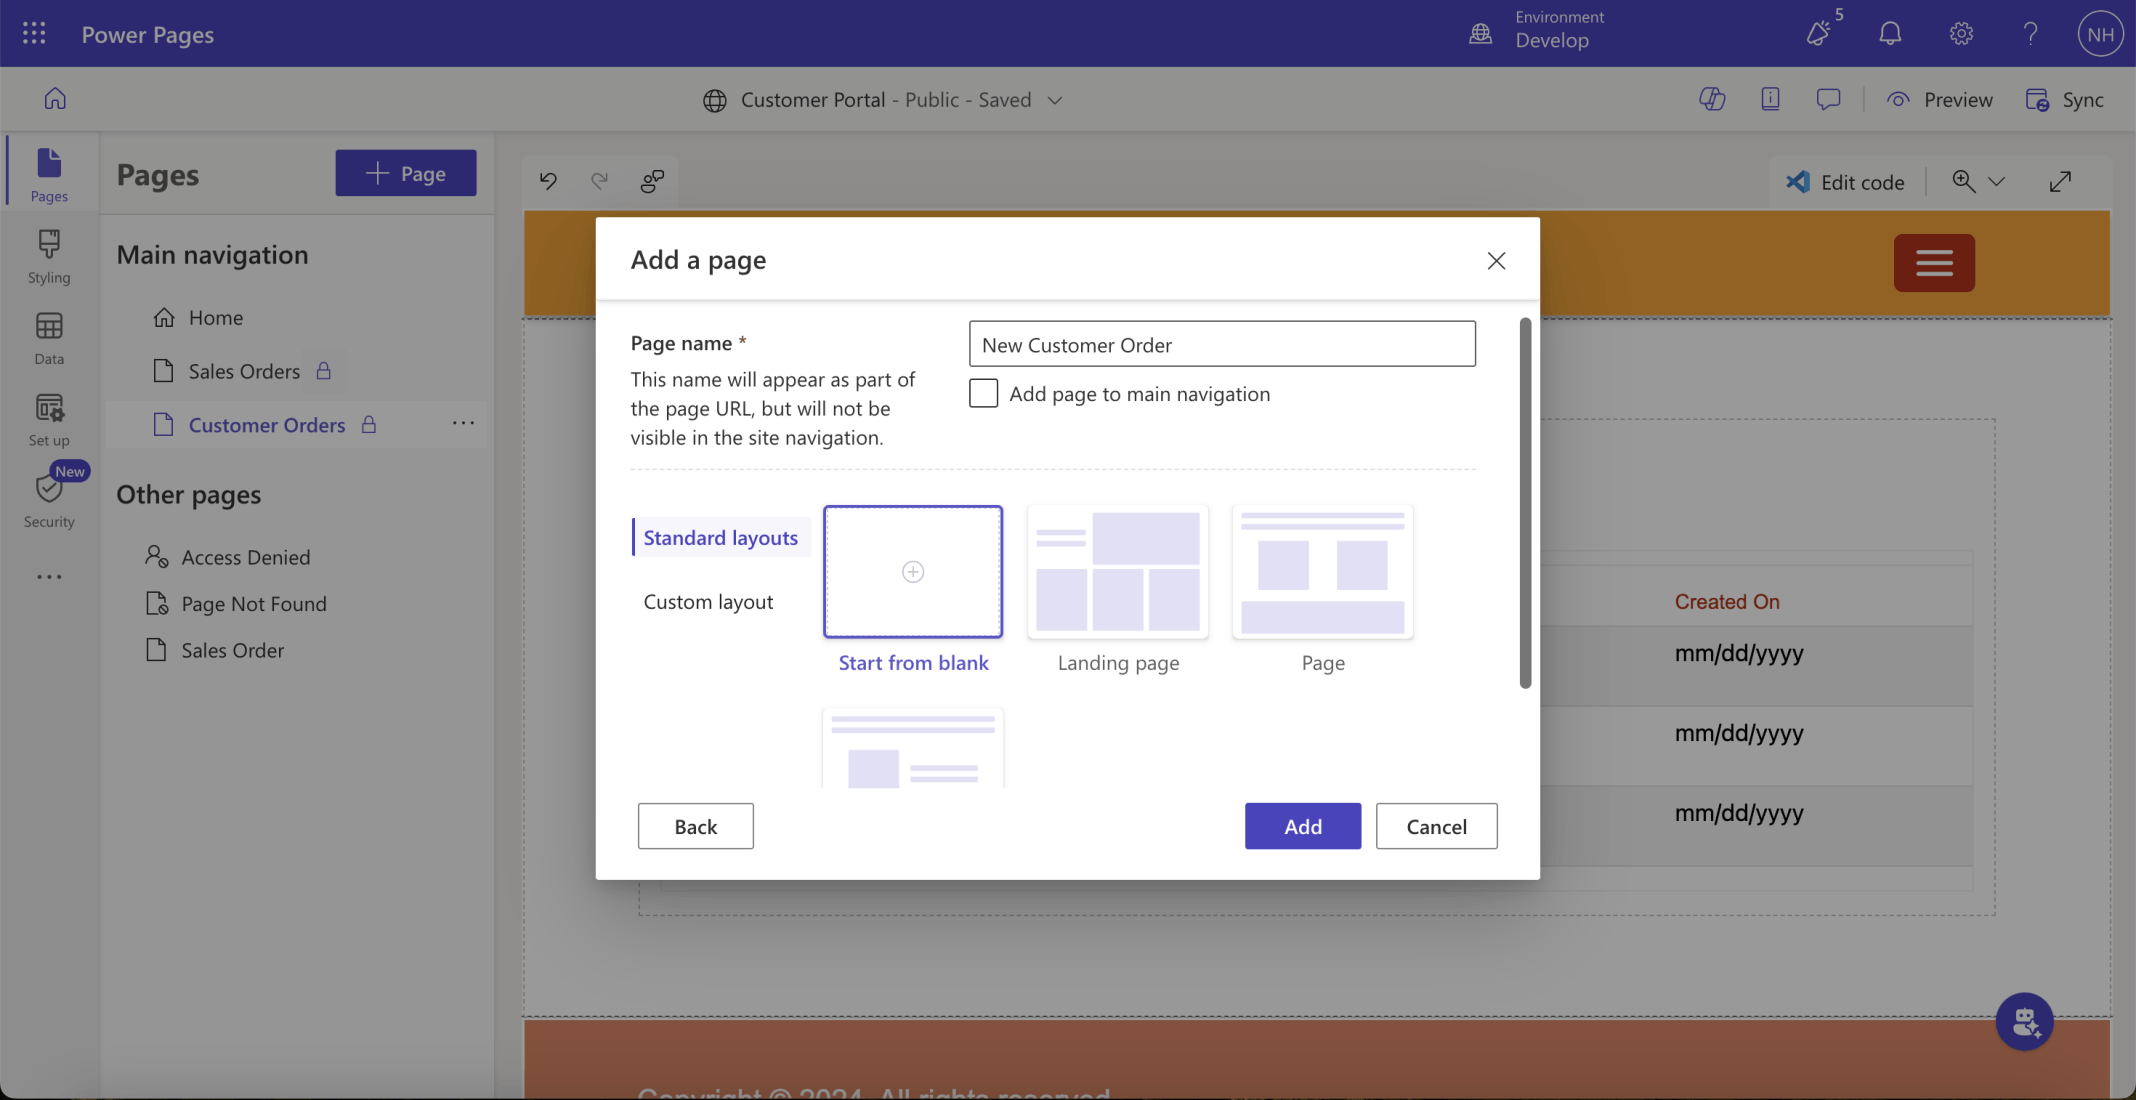 Power Pages
Environment
Develop
5
NH
Customer Portal - Public - Saved
Preview
Sync
Pages
Styling
Data
Set up
New
Security
Pages
Page
Main navigation
Home
Sales Orders
Customer Orders
Other pages
Access Denied
Page Not Found
Sales Order
Edit code
Add a page
Page name *
This name will appear as part of
the page URL, but will not be
visible in the site navigation.
New Customer Order
Add page to main navigation
Standard layouts
Custom layout
Start from blank
Landing page
Page
Back
Add
Cancel
Created On
mm/dd/yyyy
mm/dd/yyyy
mm/dd/yyyy
Copyright © 2024. All rights reserved.